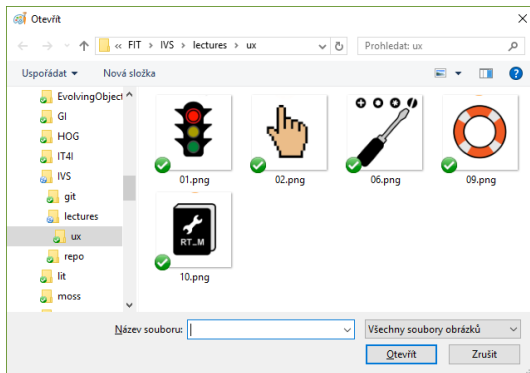 Otevřít
« FIT > IVS > lectures > ux
Prohledat: ux
Uspořádat
Nová složka
EvolvingObject
GI
HOG
IT4I
IVS
git
lectures
ux
repo
lit
moss
01.png
02.png
06.png
09.png
RT_M
10.png
Název souboru:
Všechny soubory obrázků
Otevřít
Zrušit